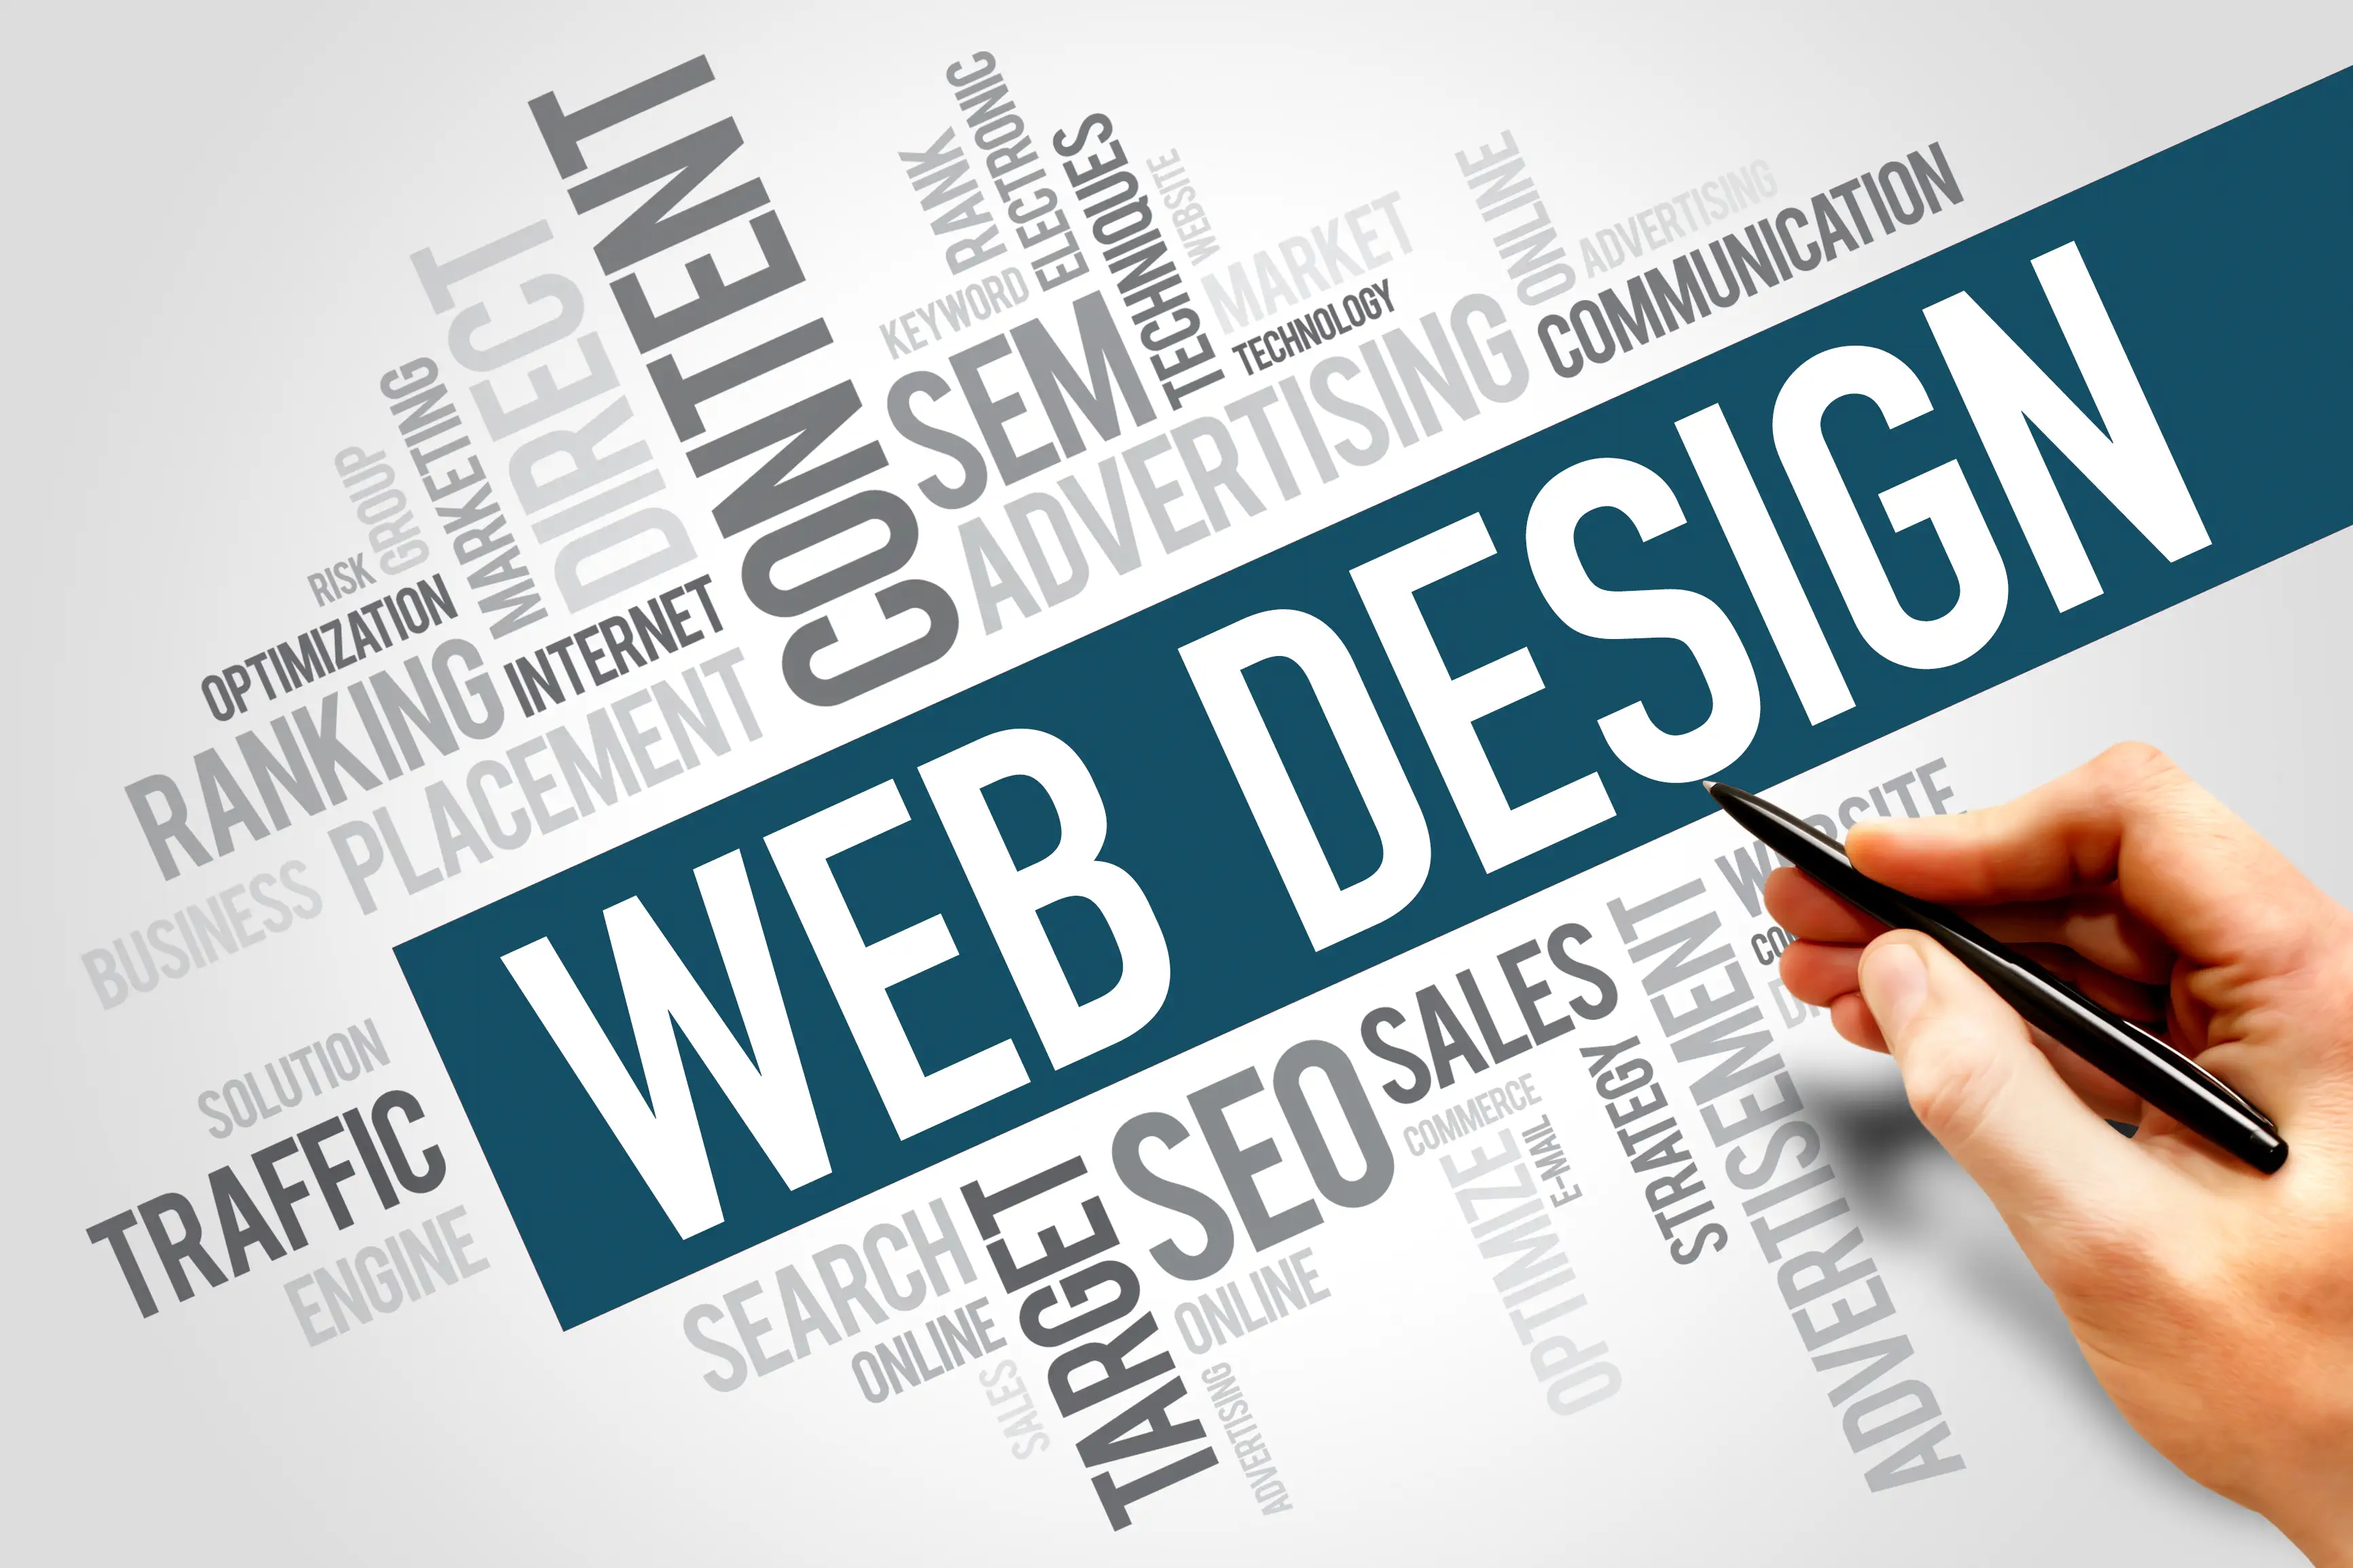 CONTENT
DIRECT
MARKETING
GROUP
RISK
OPTIMIZATION
RANKING
INTERNET
PLACEMENT
BUSINESS
RANK
ELECTRONIC
TECHNIQUES
WEBSITE
KEYWORD
SEM
MARKET
TECHNOLOGY
ADVERTISING
ONLINE
ADVERTISING
COMMUNICATION
WEB DESIGN
SOLUTION
TRAFFIC
ENGINE
SEARCH
ONLINE
SALES
TARGET
SEO
ONLINE
ADVERTISING
SALES
COMMERCE
E-MAIL
OPTIMIZE
STRATEGY
ADVERTISEMENT
WEBSITE